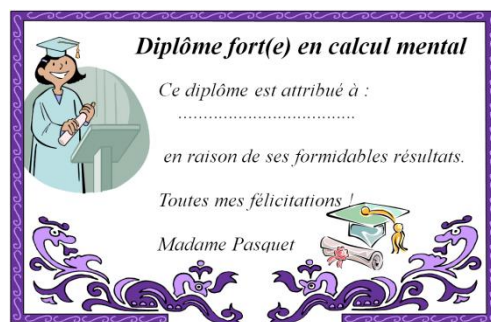 Diplôme fort(e) en calcul mental
Ce diplôme est attribué à :
...................................
en raison de ses formidables résultats.
Toutes mes félicitations !
Madame Pasquet